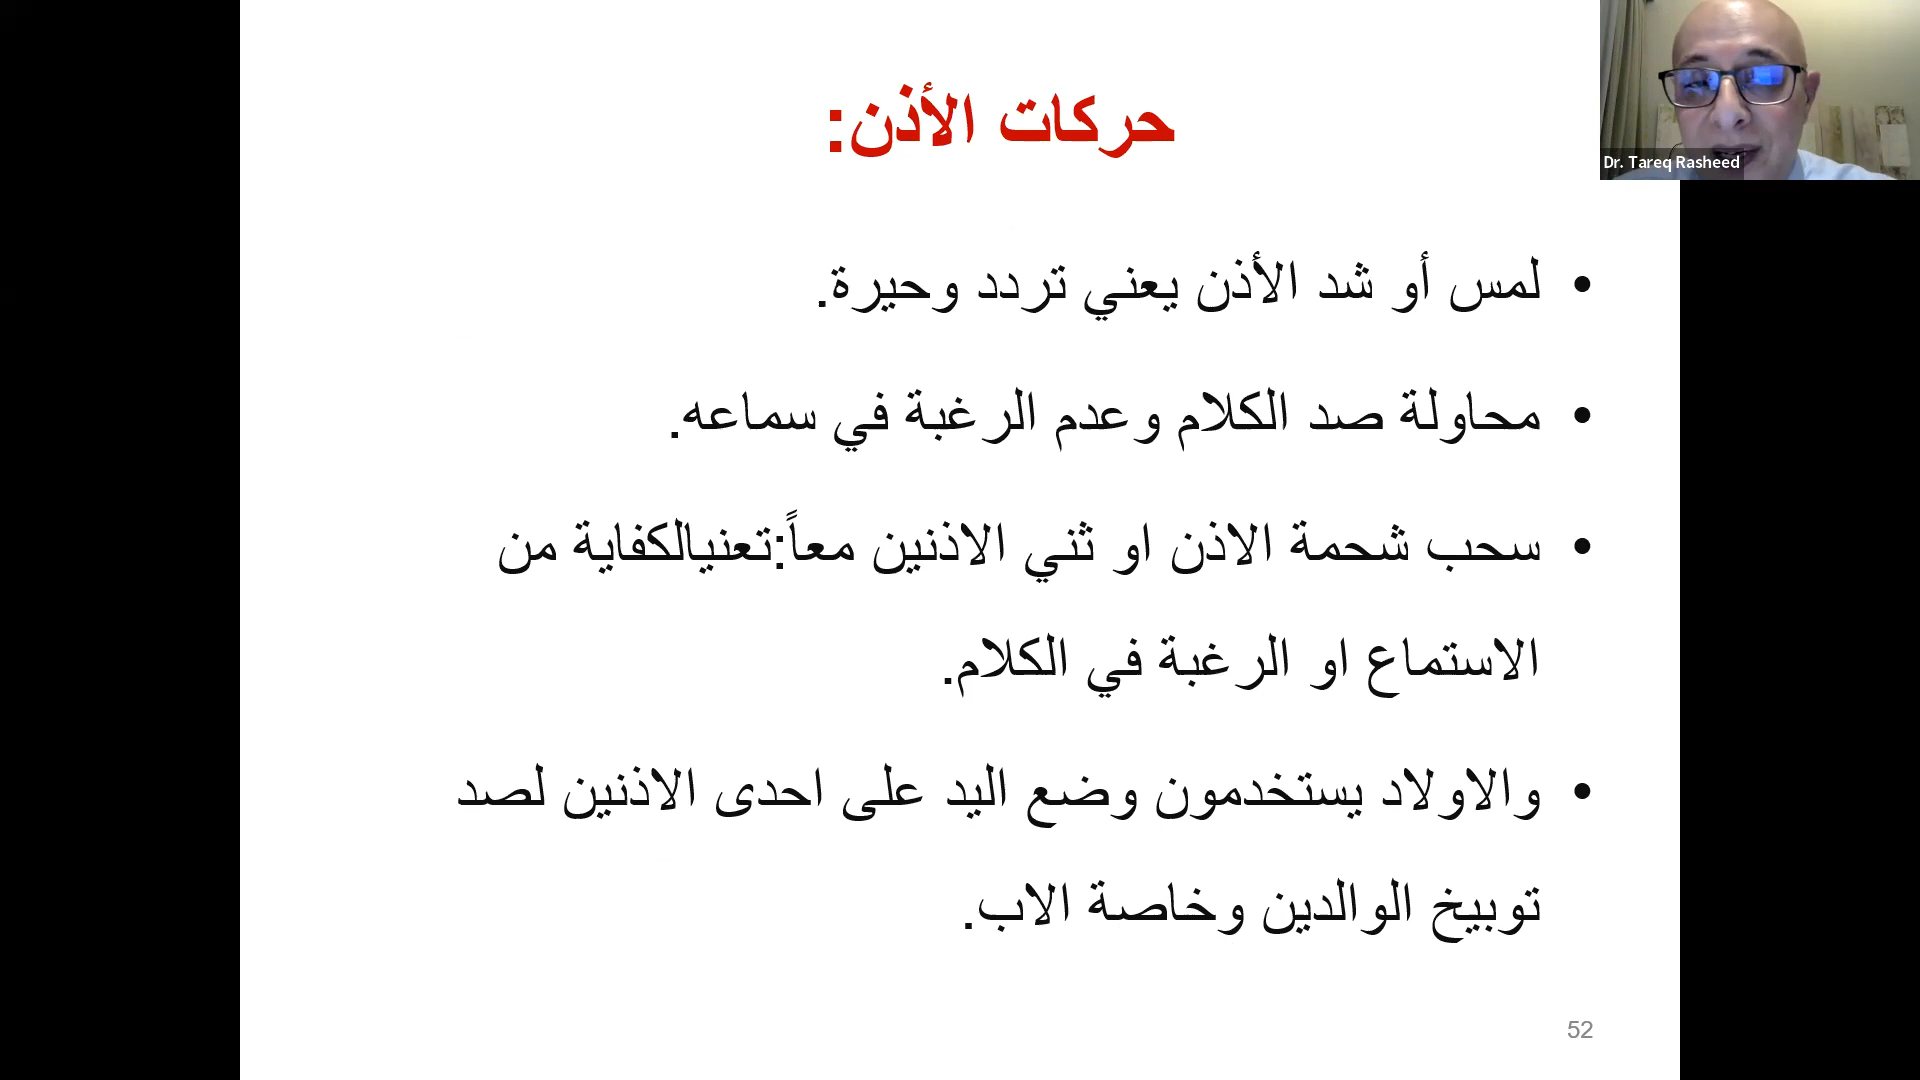 حركات الأذن:
Dr. Tareq Rasheed
• لمس أو شد الأذن يعني تردد وحيرة.
• محاولة صد الكلام وعدم الرغبة في سماعه.
• سحب شحمة الاذن او ثني الاذنين معاً:تعنيالكفاية من
الاستماع او الرغبة في الكلام.
• والاولاد يستخدمون وضع اليد على احدى الاذنين لصد
توبيخ الوالدين وخاصة الاب.
52